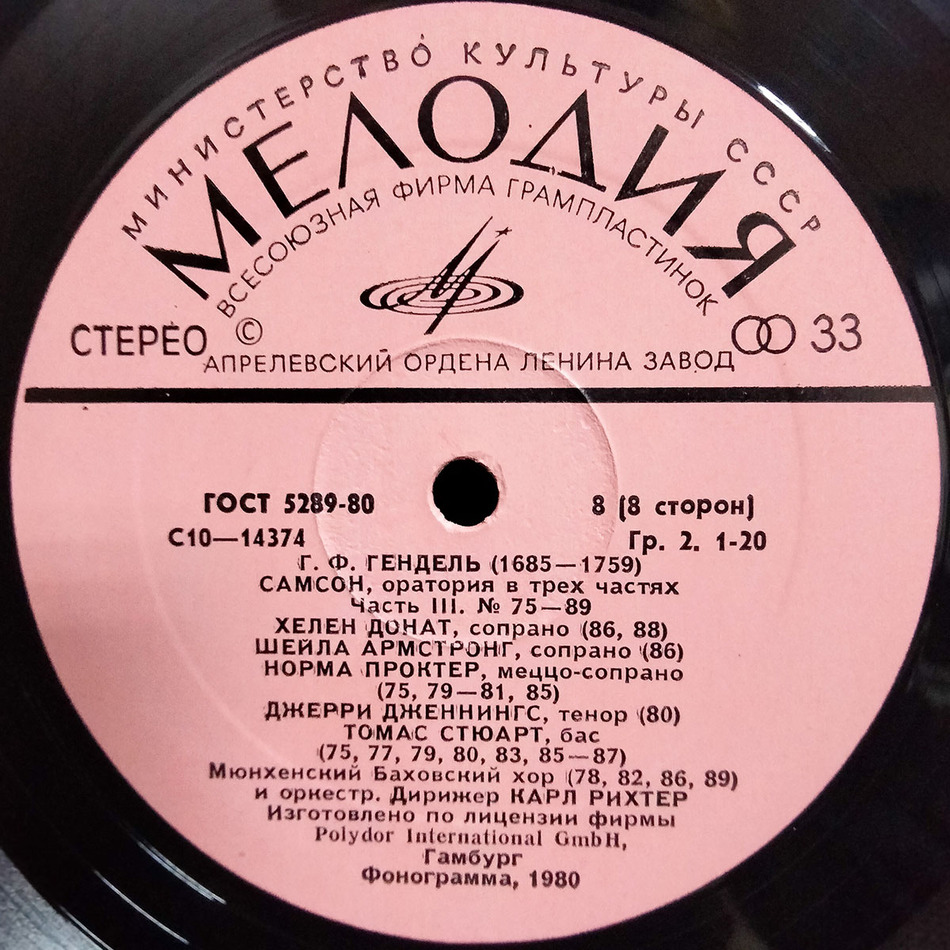 МИНИСТЕРСТВО КУЛЬТУРЫ СССР
МЕЛОДИЯ
ВСЕСОЮЗНАЯ ФИРМА ГРАМПЛАСТИНОК
СТЕРЕО © 33
АПРЕЛЕВСКИЙ ОРДЕНА ЛЕНИНА ЗАВОД
ГОСТ 5289-80 8 (8 сторон)
С10—14374 Гр. 2. 1-20
Г. Ф. ГЕНДЕЛЬ (1685—1759)
САМСОН, оратория в трех частях
Часть III. № 75—89
ХЕЛЕН ДОНАТ, сопрано (86, 88)
ШЕЙЛА АРМСТРОНГ, сопрано (86)
НОРМА ПРОКТЕР, меццо-сопрано
(75, 79—81, 85)
ДЖЕРРИ ДЖЕННИНГС, тенор (80)
ТОМАС СТЮАРТ, бас
(75, 77, 79, 80, 83, 85—87)
Мюнхенский Баховский хор (78, 82, 86, 89)
и оркестр. Дирижер КАРЛ РИХТЕР
Изготовлено по лицензии фирмы
Polydor International GmbH,
Гамбург
Фонограмма, 1980